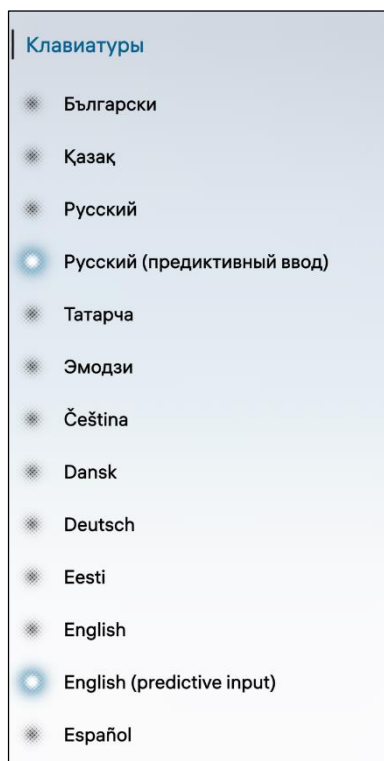 Клавиатуры
Български
Қазақ
Русский
Русский (предиктивный ввод)
Татарча
Эмодзи
Čeština
Dansk
Deutsch
Eesti
English
English (predictive input)
Español